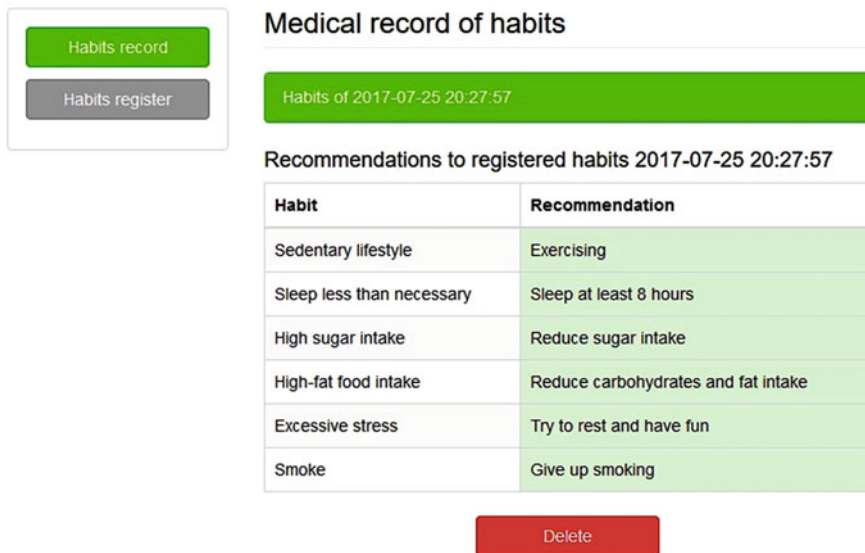 Habits record
Habits register
Medical record of habits
Habits of 2017-07-25 20:27:57
Recommendations to registered habits 2017-07-25 20:27:57
Habit Recommendation
Sedentary lifestyle Exercising
Sleep less than necessary Sleep at least 8 hours
High sugar intake Reduce sugar intake
High-fat food intake Reduce carbohydrates and fat intake
Excessive stress Try to rest and have fun
Smoke Give up smoking
Delete